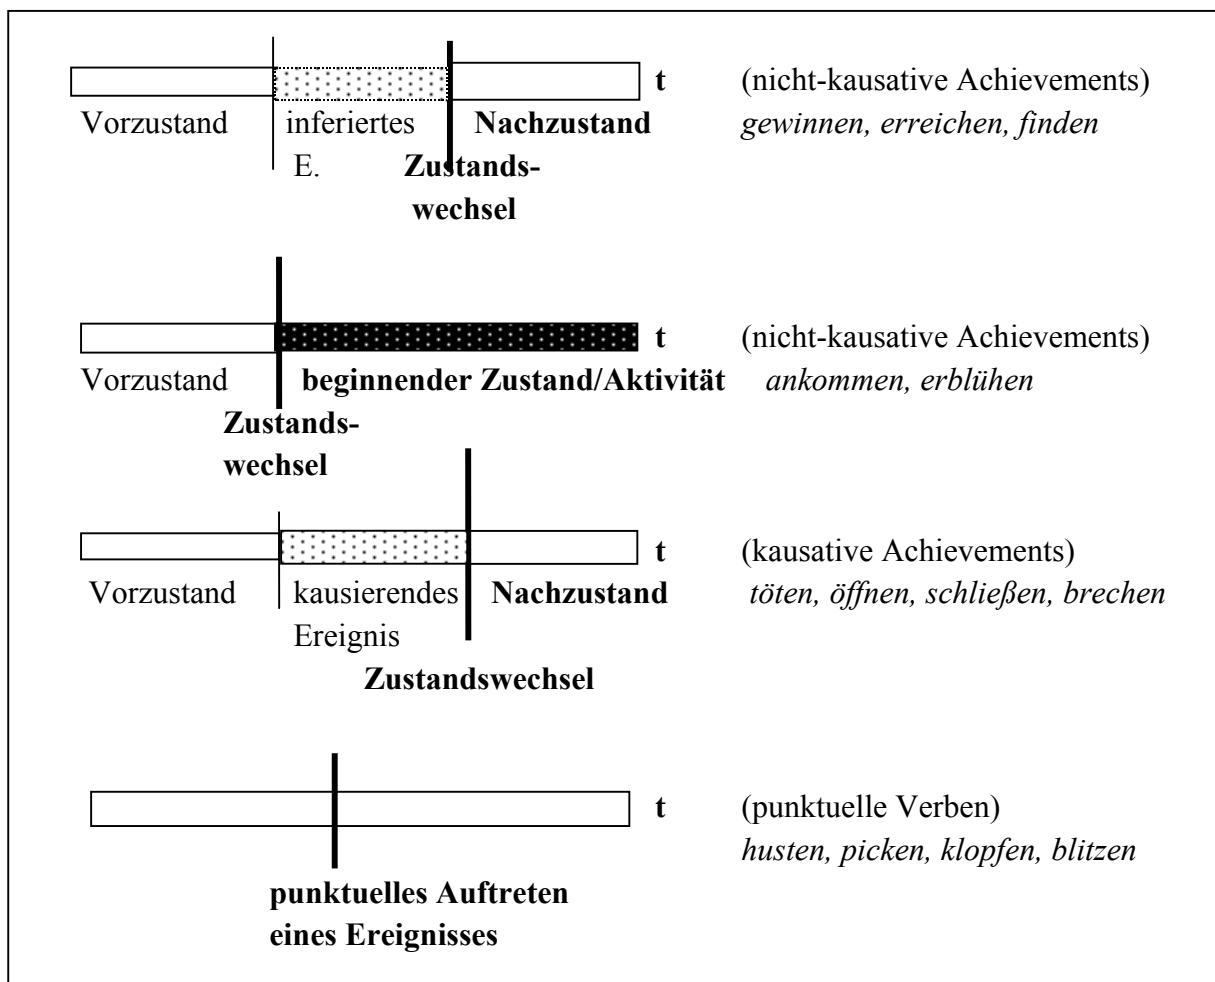 t (nicht-kausative Achievements)
Vorzustand inferiertes Nachzustand gewinnen, erreichen, finden
E. Zustands-
wechsel
t (nicht-kausative Achievements)
Vorzustand beginnender Zustand/Aktivität ankommen, erblühen
Zustands-
wechsel
t (kausative Achievements)
Vorzustand kausierendes Nachzustand töten, öffnen, schließen, brechen
Ereignis
Zustandswechsel
t (punktuelle Verben)
husten, picken, klopfen, blitzen
punktuelles Auftreten
eines Ereignisses